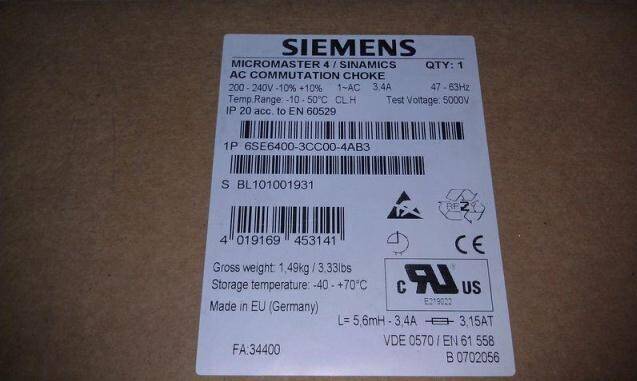 SIEMENS
MICROMASTER 4 / SINAMICS QTY: 1
AC COMMUTATION CHOKE
200 - 240V -10% +10% 1~AC 3,4A 47 - 63Hz
Temp.Range: -10 - 50°C CL.H Test Voltage: 5000V
IP 20 acc. to EN 60529
1P 6SE6400-3CC00-4AB3
S BL101001931
REZY
4 019169 453141
CE
Gross weight: 1,49kg / 3,33lbs
Storage temperature: -40 - +70°C
c RU US
E219022
Made in EU (Germany)
L= 5,6mH - 3,4A 3,15AT
VDE 0570 / EN 61 558
FA:34400
B 0702056